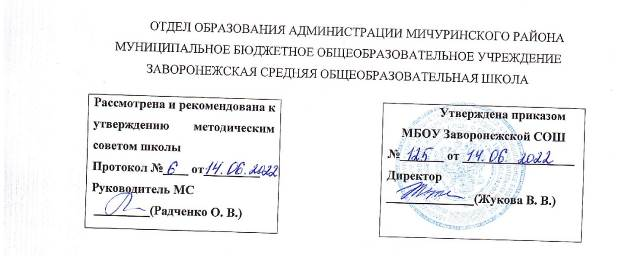 ОТДЕЛ ОБРАЗОВАНИЯ АДМИНИСТРАЦИИ МИЧУРИНСКОГО РАЙОНА
МУНИЦИПАЛЬНОЕ БЮДЖЕТНОЕ ОБЩЕОБРАЗОВАТЕЛЬНОЕ УЧРЕЖДЕНИЕ
ЗАВОРОНЕЖСКАЯ СРЕДНЯЯ ОБЩЕОБРАЗОВАТЕЛЬНАЯ ШКОЛА
Рассмотрена и рекомендована к
утверждению методическим
советом школы
Протокол № 6 от 14.06.2022
Руководитель МС
(Радченко О. В.)
Утверждена приказом
МБОУ Заворонежской СОШ
№ 125 от 14.06 2022
Директор
(Жукова В. В.)